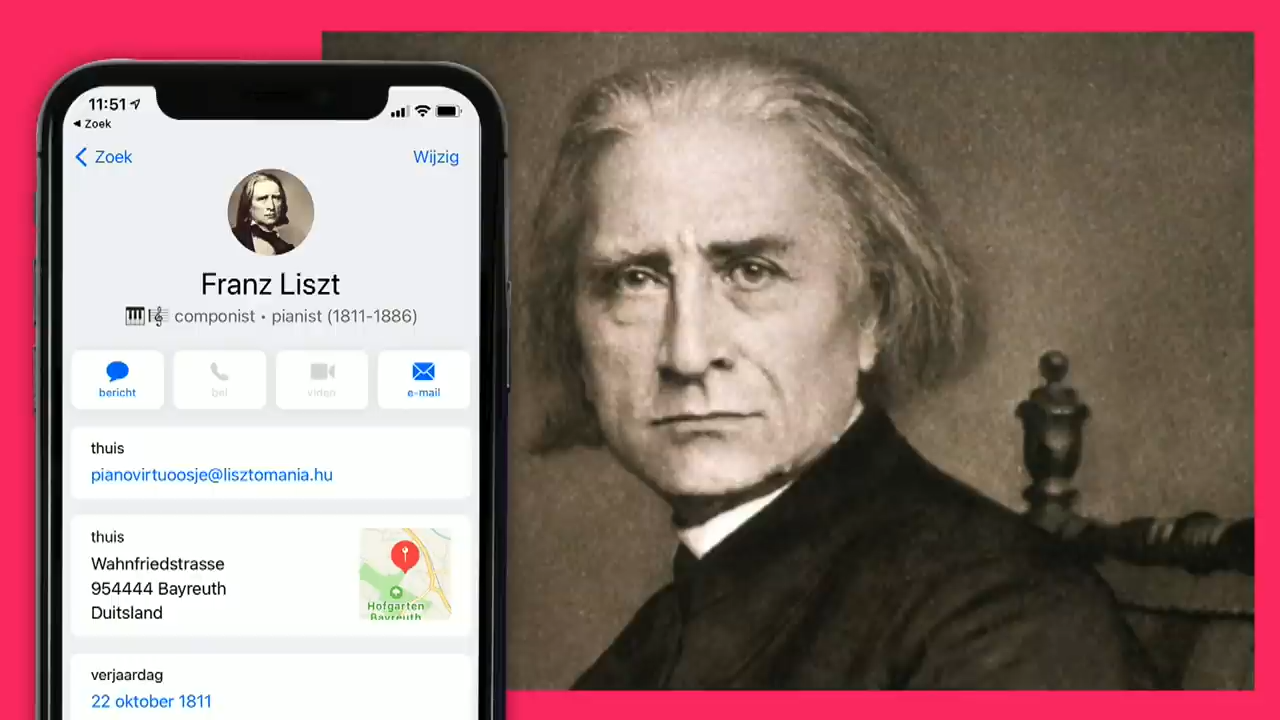 11:51
◀ Zoek
Zoek
Wijzig
Franz Liszt
🎹🎼 componist • pianist (1811-1886)
bericht
bel
video
e-mail
thuis
pianovirtuoosje@lisztomania.hu
thuis
Wahnfriedstrasse
954444 Bayreuth
Duitsland
Hofgarten
Bayreuth
verjaardag
22 oktober 1811